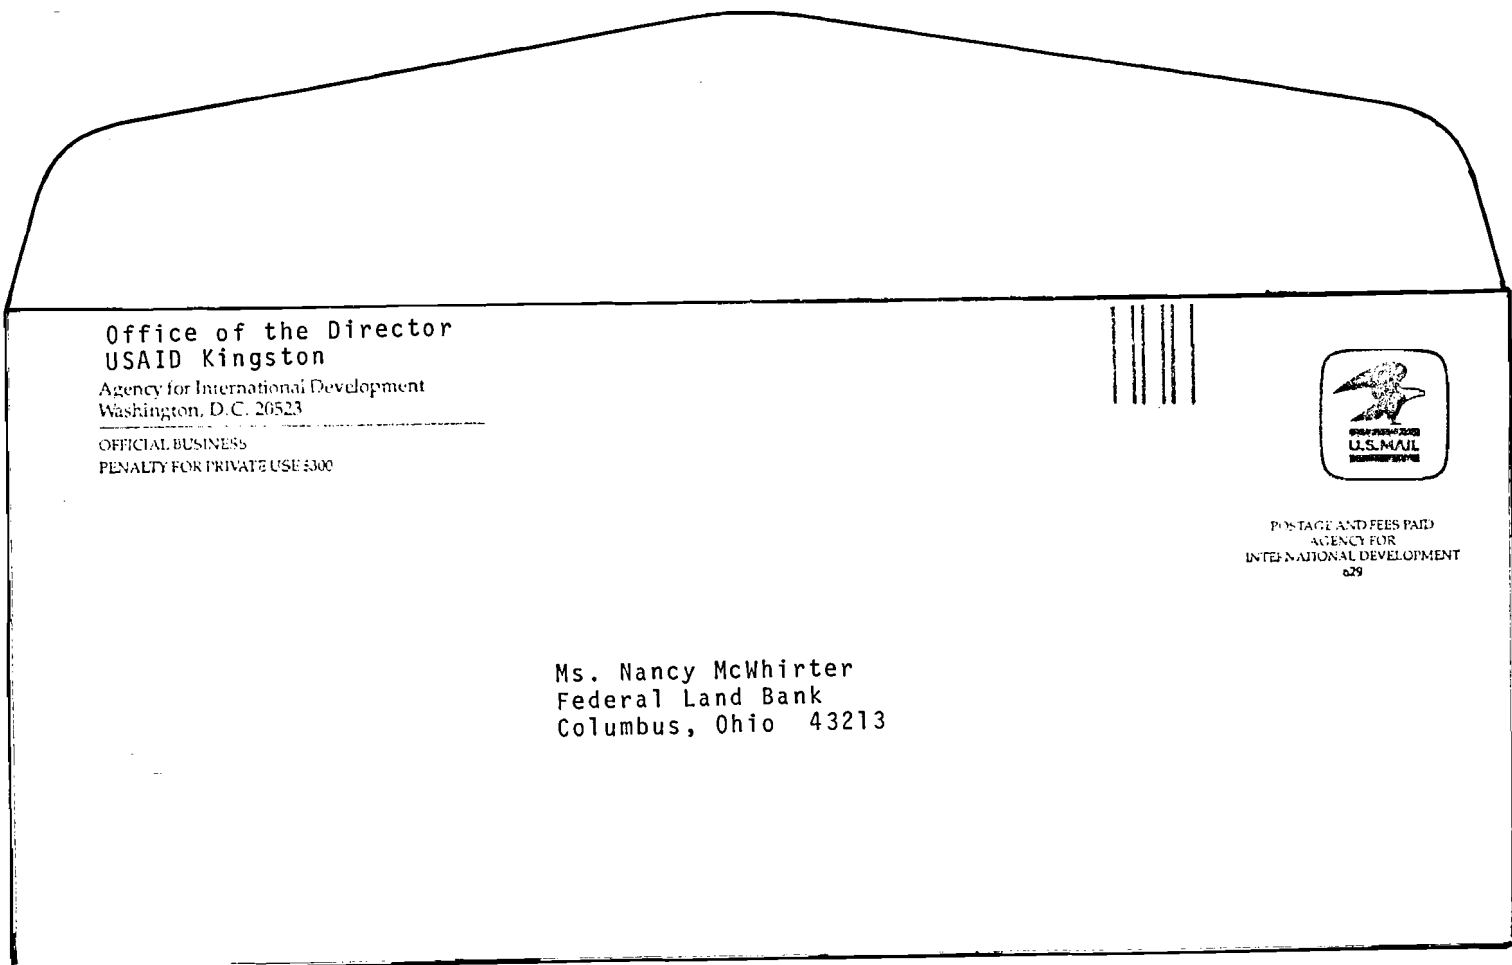 Office of the Director
USAID Kingston
Agency for International Development
Washington, D.C. 20523
OFFICIAL BUSINESS
PENALTY FOR PRIVATE USE $300
U.S.MAIL
POSTAGE AND FEES PAID
AGENCY FOR
INTERNATIONAL DEVELOPMENT
Ms. Nancy McWhirter
Federal Land Bank
Columbus, Ohio 43213